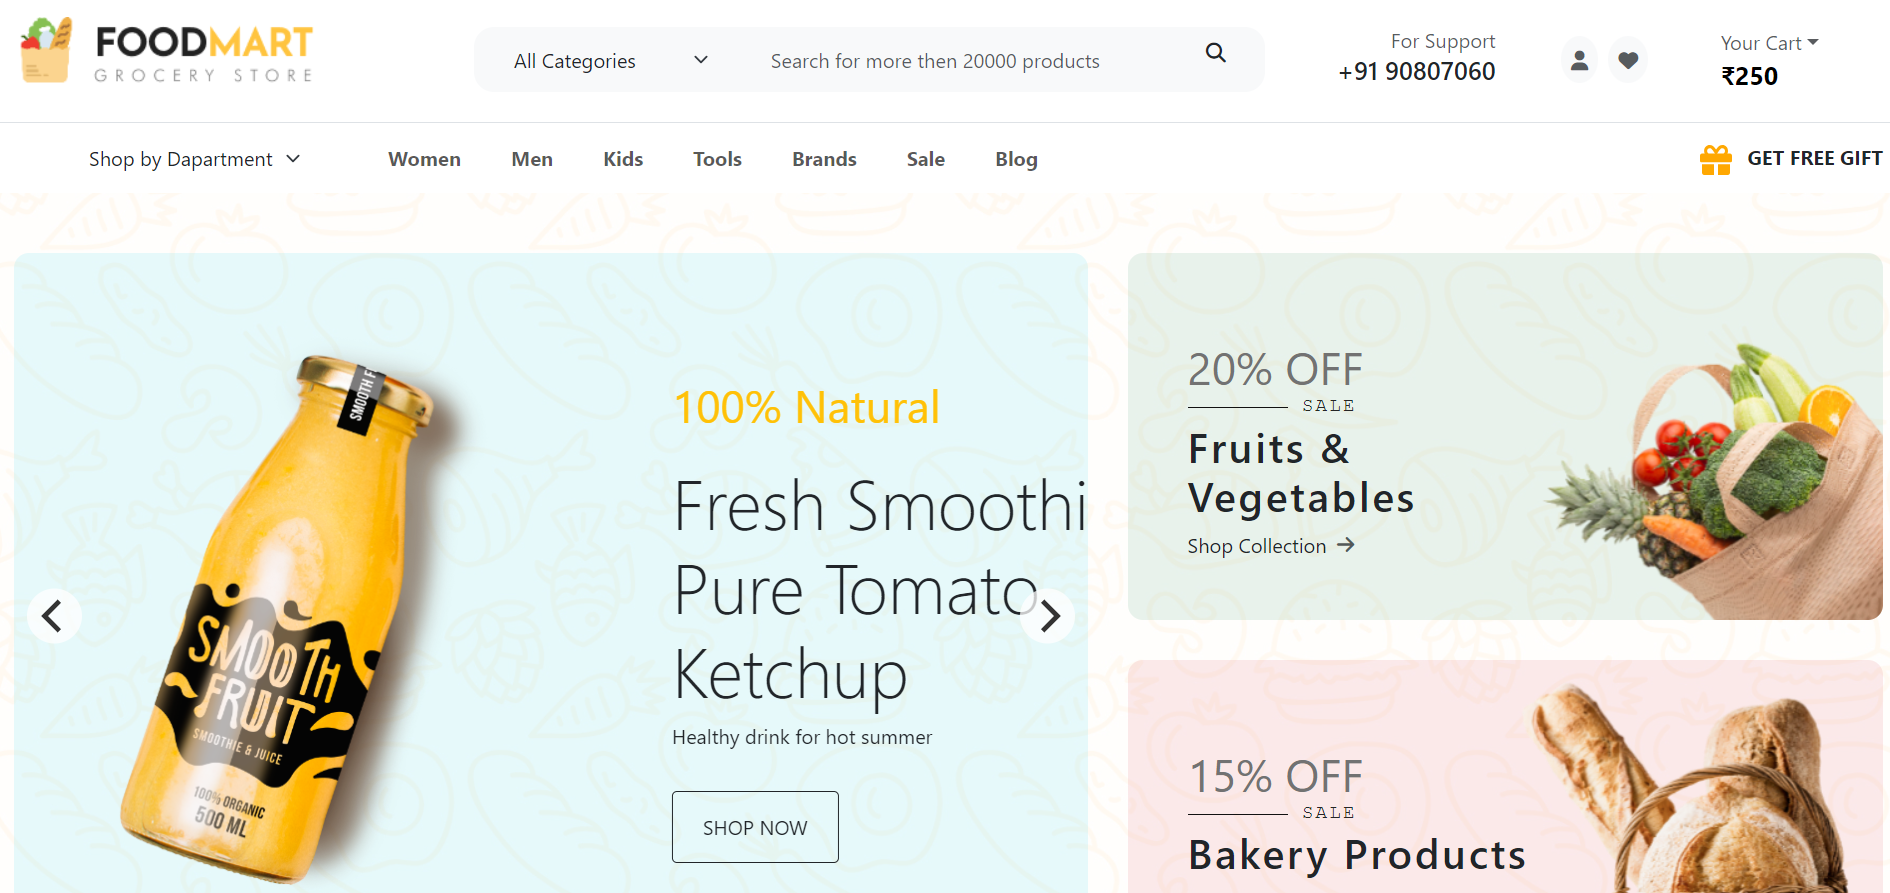 FOODMART
GROCERY STORE
All Categories
Search for more then 20000 products
For Support
+91 90807060
Your Cart
₹250
Shop by Dapartment
Women
Men
Kids
Tools
Brands
Sale
Blog
GET FREE GIFT
SMOOTH
SMOOTH
FRUIT
SMOOTHIE & JUICE
100% ORGANIC
500 ML
100% Natural
Fresh Smoothi
Pure Tomato
Ketchup
Healthy drink for hot summer
SHOP NOW
20% OFF
SALE
Fruits &
Vegetables
Shop Collection
15% OFF
SALE
Bakery Products